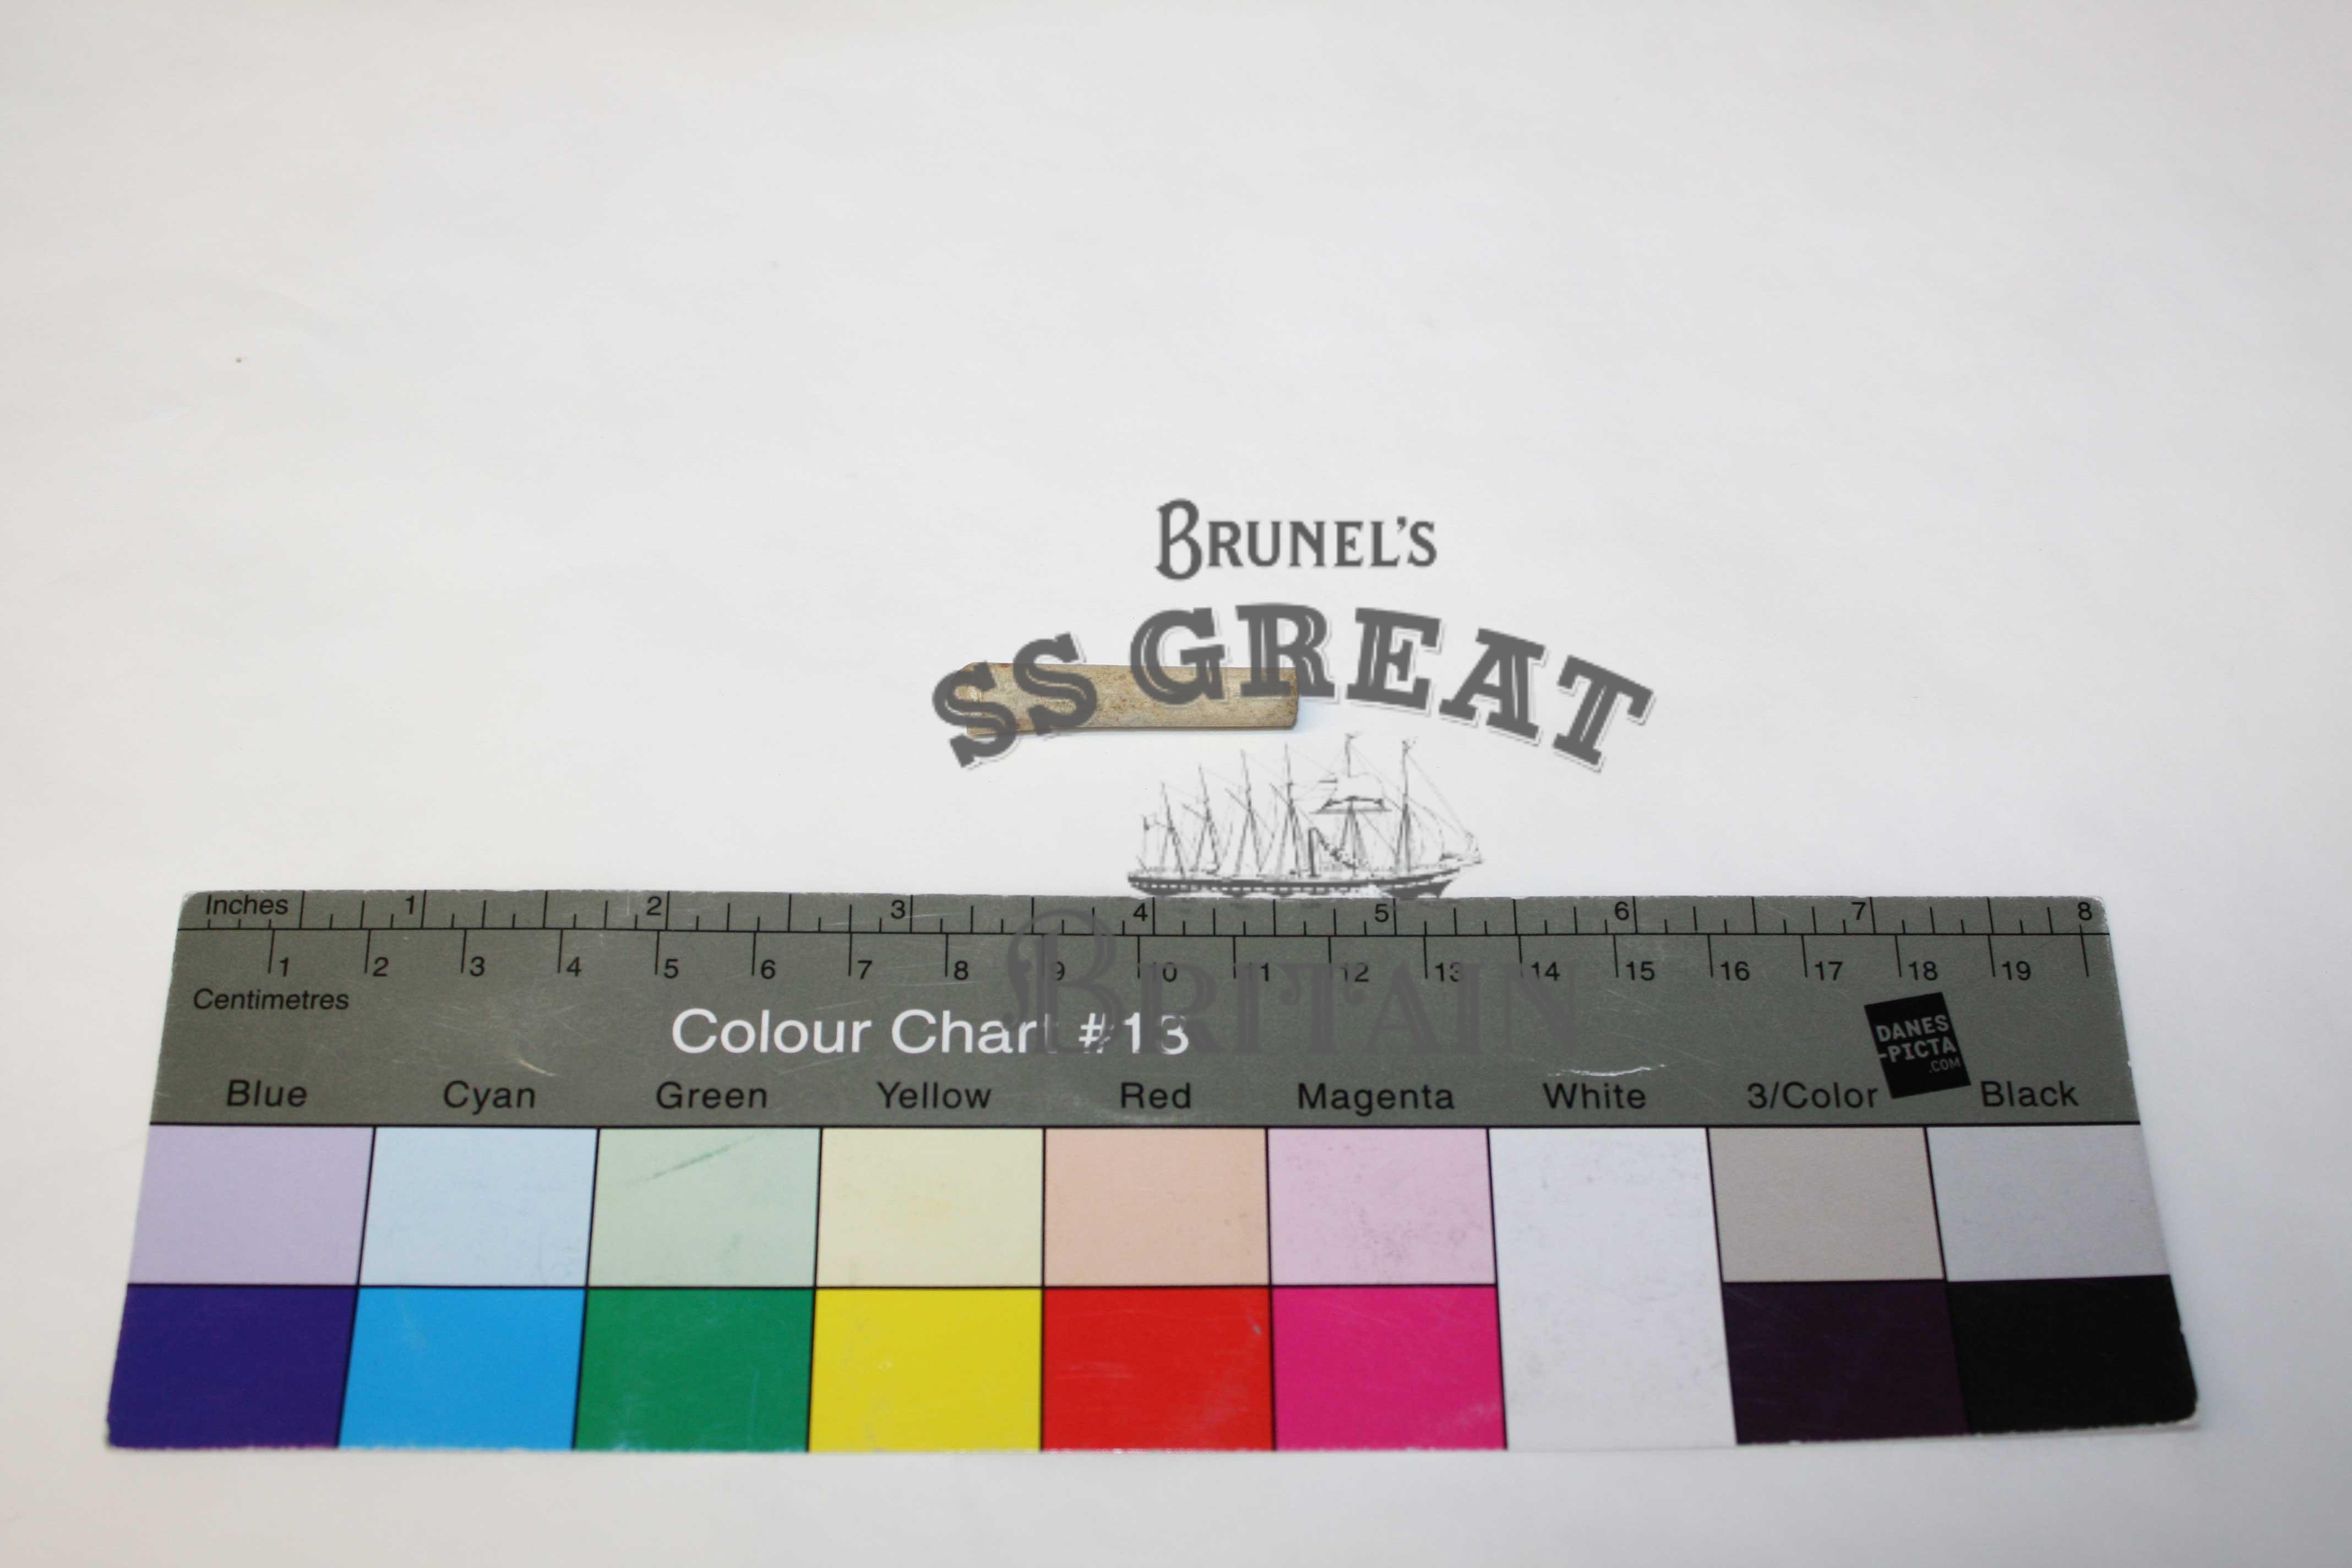 BRUNEL'S
SS GREAT
BRITAIN
Inches 1 2 3 4 5 6 7 8
1 2 3 4 5 6 7 8 9 10 11 12 13 14 15 16 17 18 19
Centimetres
Colour Chart #13
DANES
-PICTA
.COM
Blue Cyan Green Yellow Red Magenta White 3/Color Black